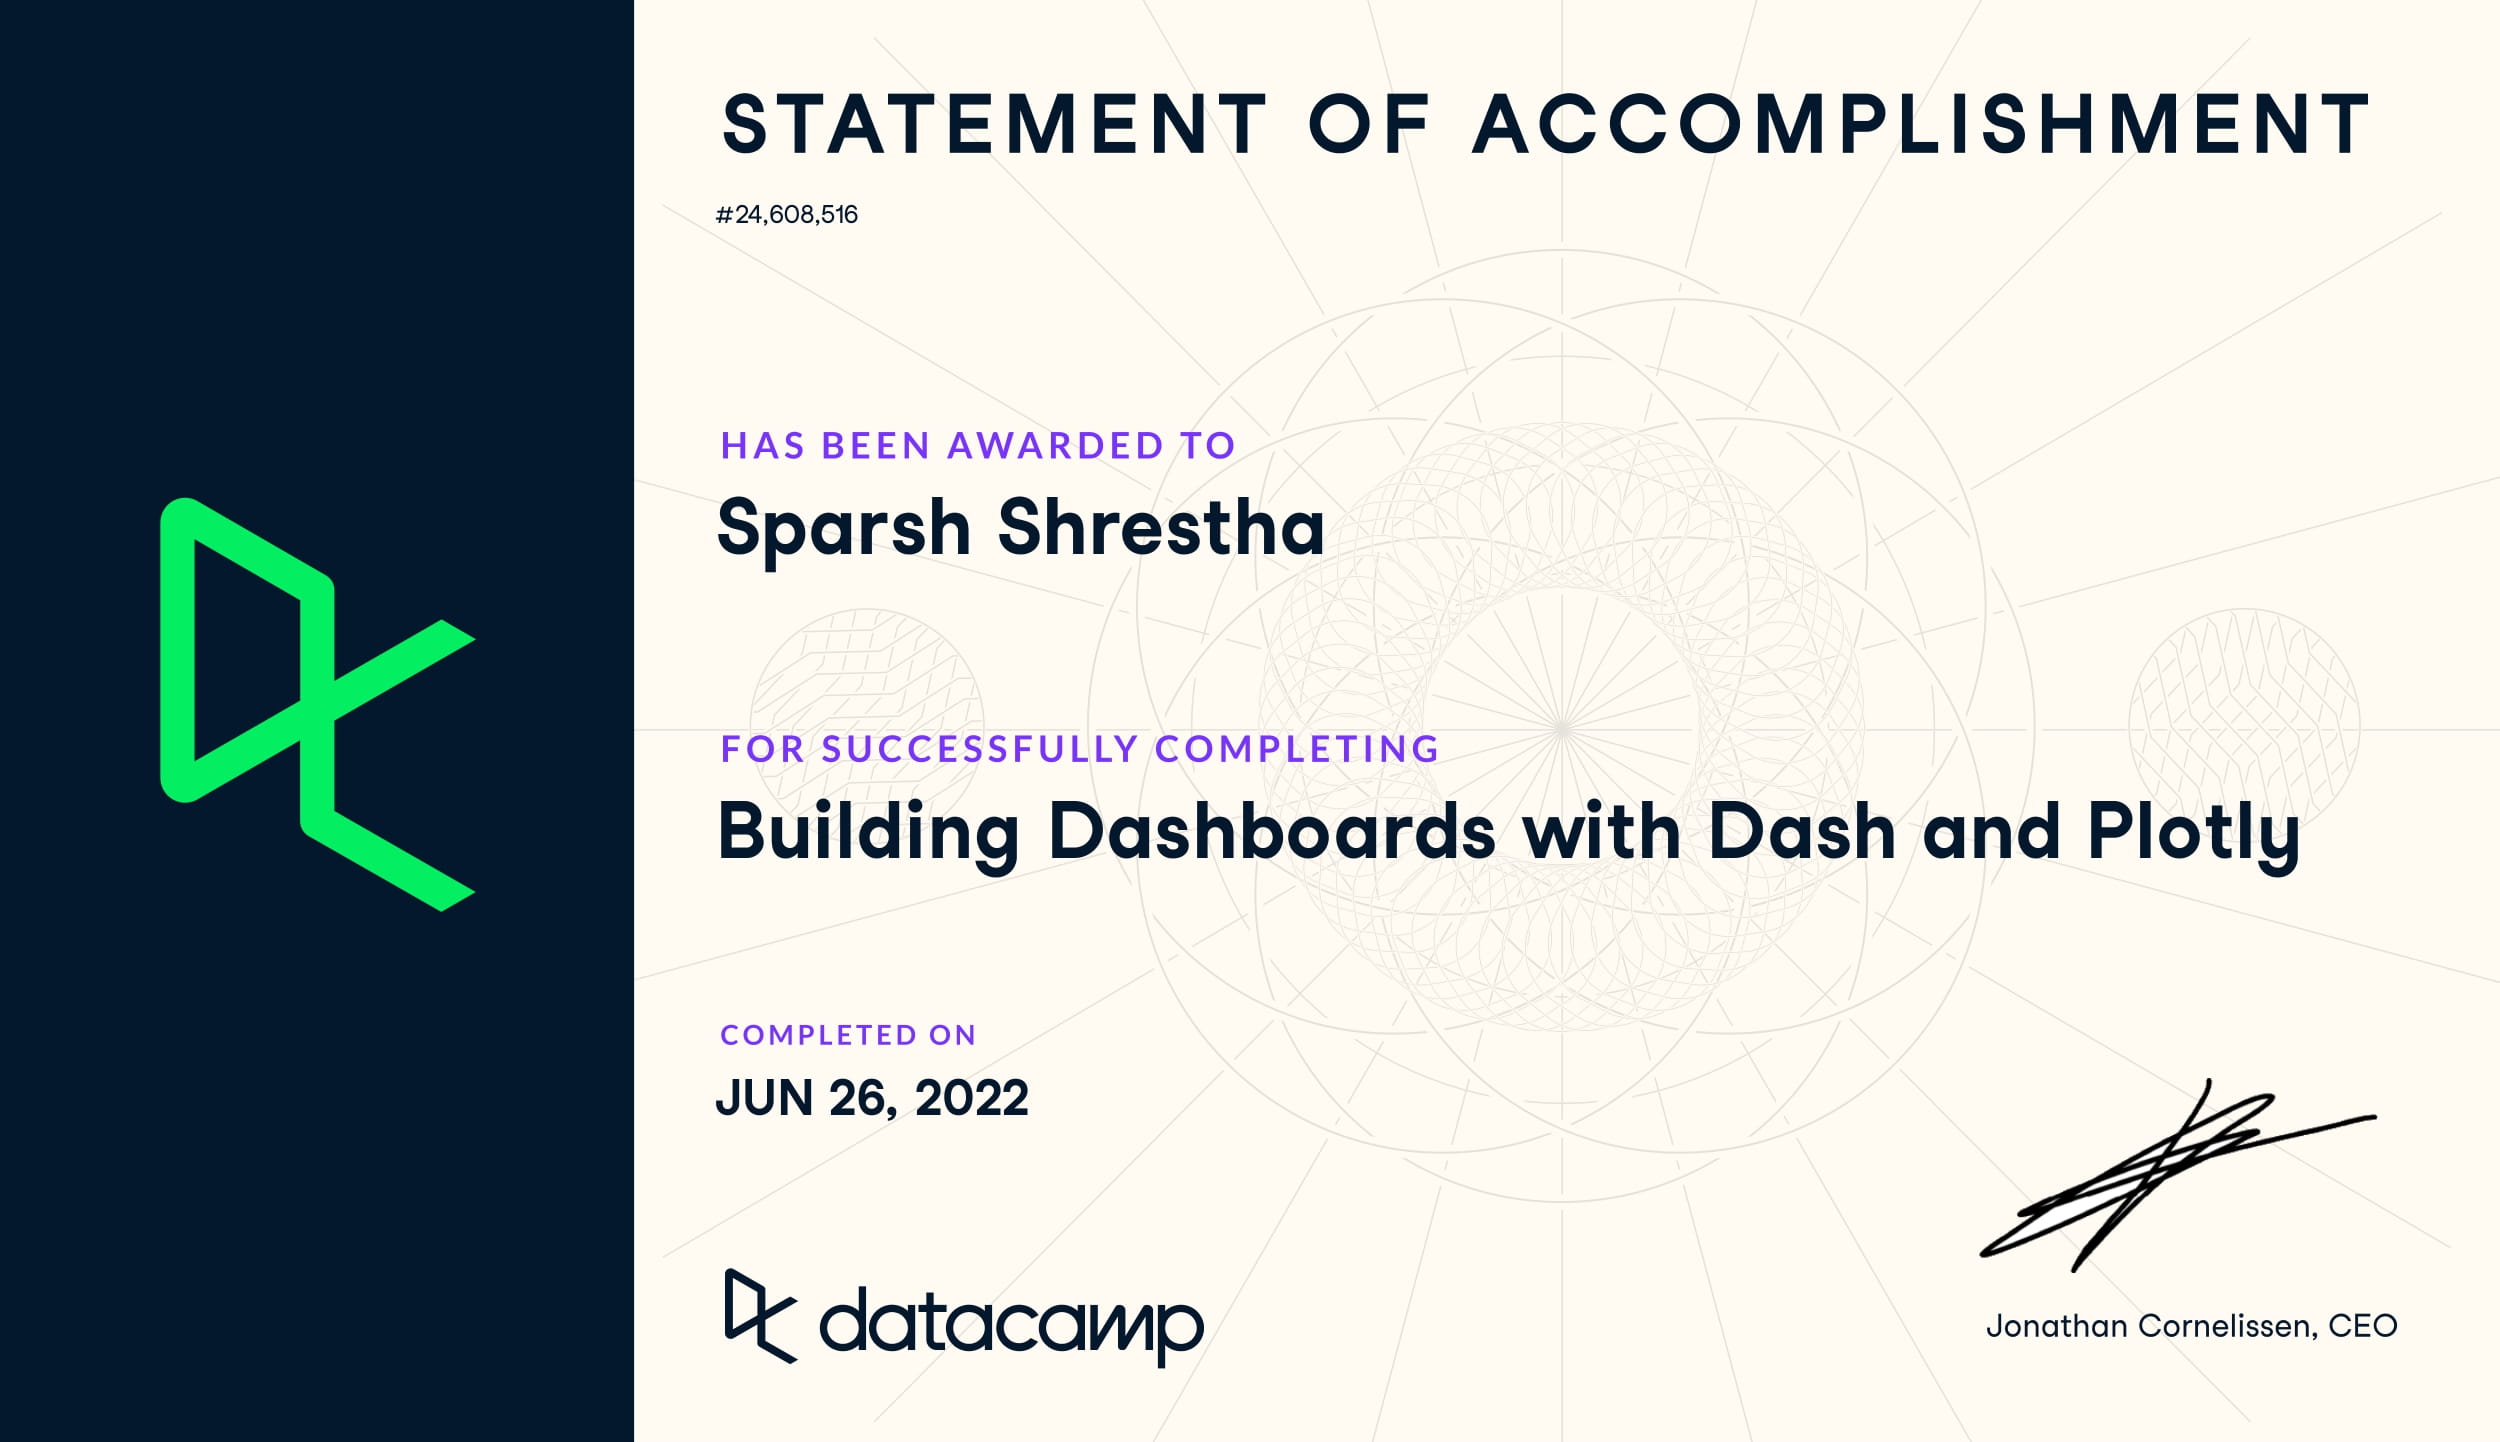 STATEMENT OF ACCOMPLISHMENT
#24,608,516
HAS BEEN AWARDED TO
Sparsh Shrestha
FOR SUCCESSFULLY COMPLETING
Building Dashboards with Dash and Plotly
COMPLETED ON
JUN 26, 2022
datacamp
Jonathan Cornelissen, CEO